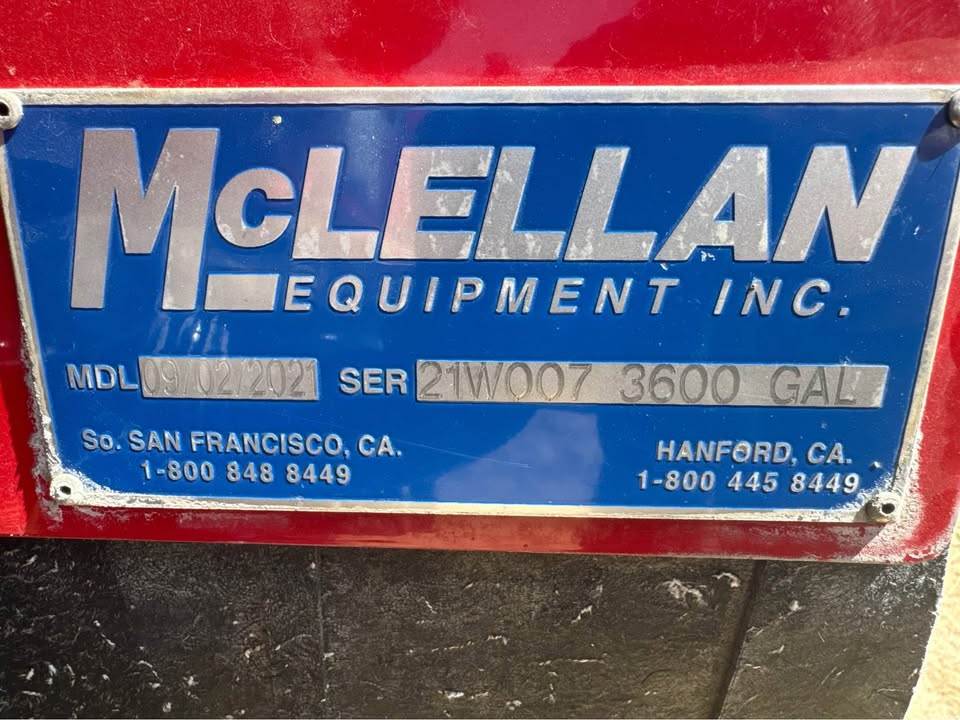 McLELLAN
EQUIPMENT INC.
MDL 09/02/2021 SER 21W007 3600 GAL
So. SAN FRANCISCO, CA. HANFORD, CA.
1-800 848 8449 1-800 445 8449